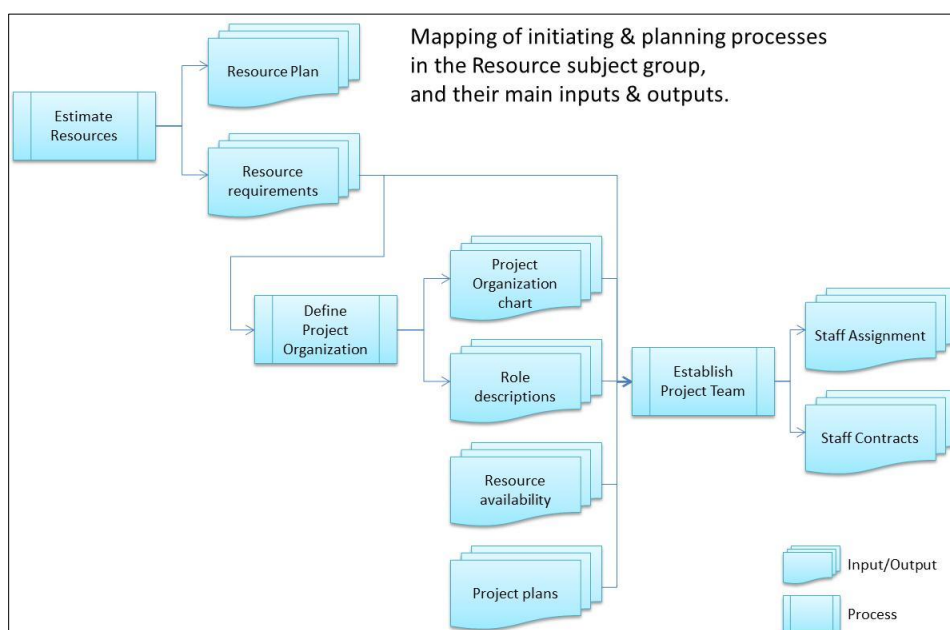 Mapping of initiating & planning processes
in the Resource subject group,
and their main inputs & outputs.
Resource Plan
Estimate
Resources
Resource
requirements
Project
Organization
chart
Define
Project
Organization
Role
descriptions
Establish
Project Team
Staff Assignment
Staff Contracts
Resource
availability
Project plans
Input/Output
Process